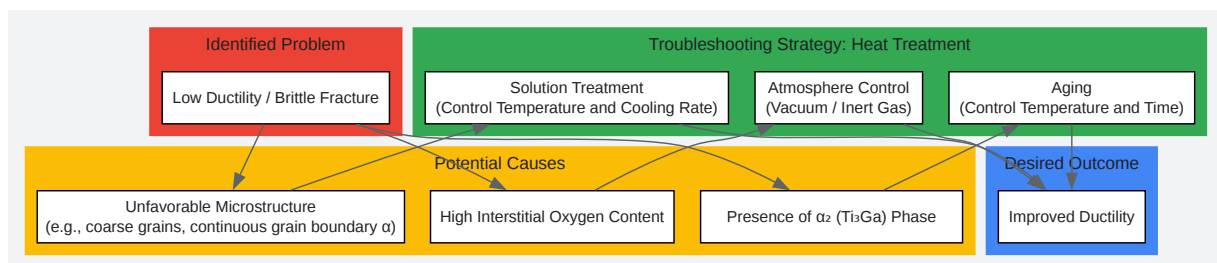 Identified Problem
Troubleshooting Strategy: Heat Treatment
Low Ductility / Brittle Fracture
Solution Treatment
(Control Temperature and Cooling Rate)
Atmosphere Control
(Vacuum / Inert Gas)
Aging
(Control Temperature and Time)
Potential Causes
Desired Outcome
Unfavorable Microstructure
(e.g., coarse grains, continuous grain boundary α)
High Interstitial Oxygen Content
Presence of α₂ (Ti₃Ga) Phase
Improved Ductility